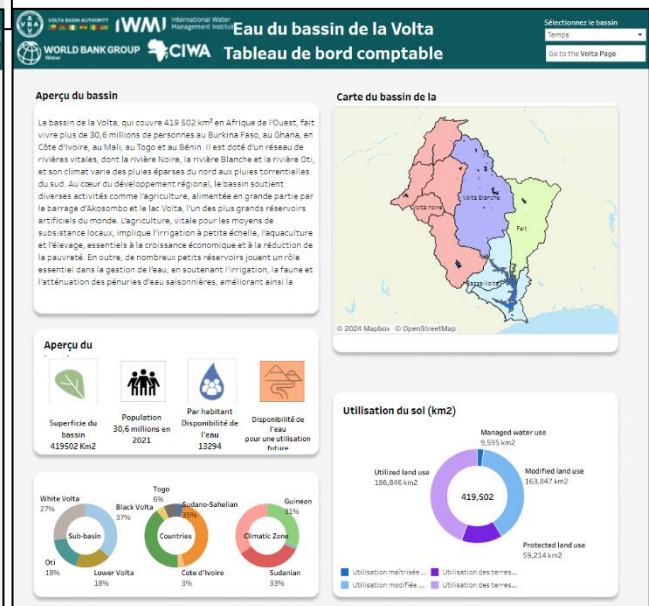 VOLTA BASIN AUTHORITY
IWMI
International Water
Management Institute
WORLD BANK GROUP
Water
CIWA
Eau du bassin de la Volta
Tableau de bord comptable
Sélectionnez le bassin
Temps
Go to the Volta Page
Aperçu du bassin
Le bassin de la Volta, qui couvre 419 502 km² en Afrique de l'Ouest, fait
vivre plus de 30,6 millions de personnes au Burkina Faso, au Ghana, en
Côte d'Ivoire, au Mali, au Togo et au Bénin. Il est doté d'un réseau de
rivières vitales, dont la rivière Noire, la rivière Blanche et la rivière Oti,
et son climat varie des pluies éparses du nord aux pluies torrentielles
du sud. Au cœur du développement régional, le bassin soutient
diverses activités comme l'agriculture, alimentée en grande partie par
le barrage d'Akosombo et le lac Volta, l'un des plus grands réservoirs
artificiels du monde. L'agriculture, vitale pour les moyens de
subsistance locaux, implique l'irrigation à petite échelle, l'aquaculture
et l'élevage, essentiels à la croissance économique et à la réduction de
la pauvreté. En outre, de nombreux petits réservoirs jouent un rôle
essentiel dans la gestion de l'eau, en soutenant l'irrigation, la faune et
l'atténuation des pénuries d'eau saisonnières, améliorant ainsi la
Carte du bassin de la
Volta noire
Volta Blanche
Fait
Basse-Volta
© 2024 Mapbox © OpenStreetMap
Aperçu du
Superficie du
bassin
419502 Km2
Population
30,6 millions en
2021
Par habitant
Disponibilité de
l'eau
13294
Disponibilité de
l'eau
pour une utilisation
future
Utilisation du sol (km2)
Managed water use
9,595 km2
Utilized land use
186,846 km2
Modified land use
163,847 km2
419,502
Protected land use
59,214 km2
Utilisation maîtrisée ...
Utilisation des terres...
Utilisation modifiée ...
Utilisation des terres...
White Volta
27%
Black Volta
37%
Sub-basin
Oti
18%
Lower Volta
18%
Togo
6%
Countries
Cote d'Ivoire
3%
Sudano-Sahelian
35%
Guinean
31%
Climatic Zone
Sudanian
33%